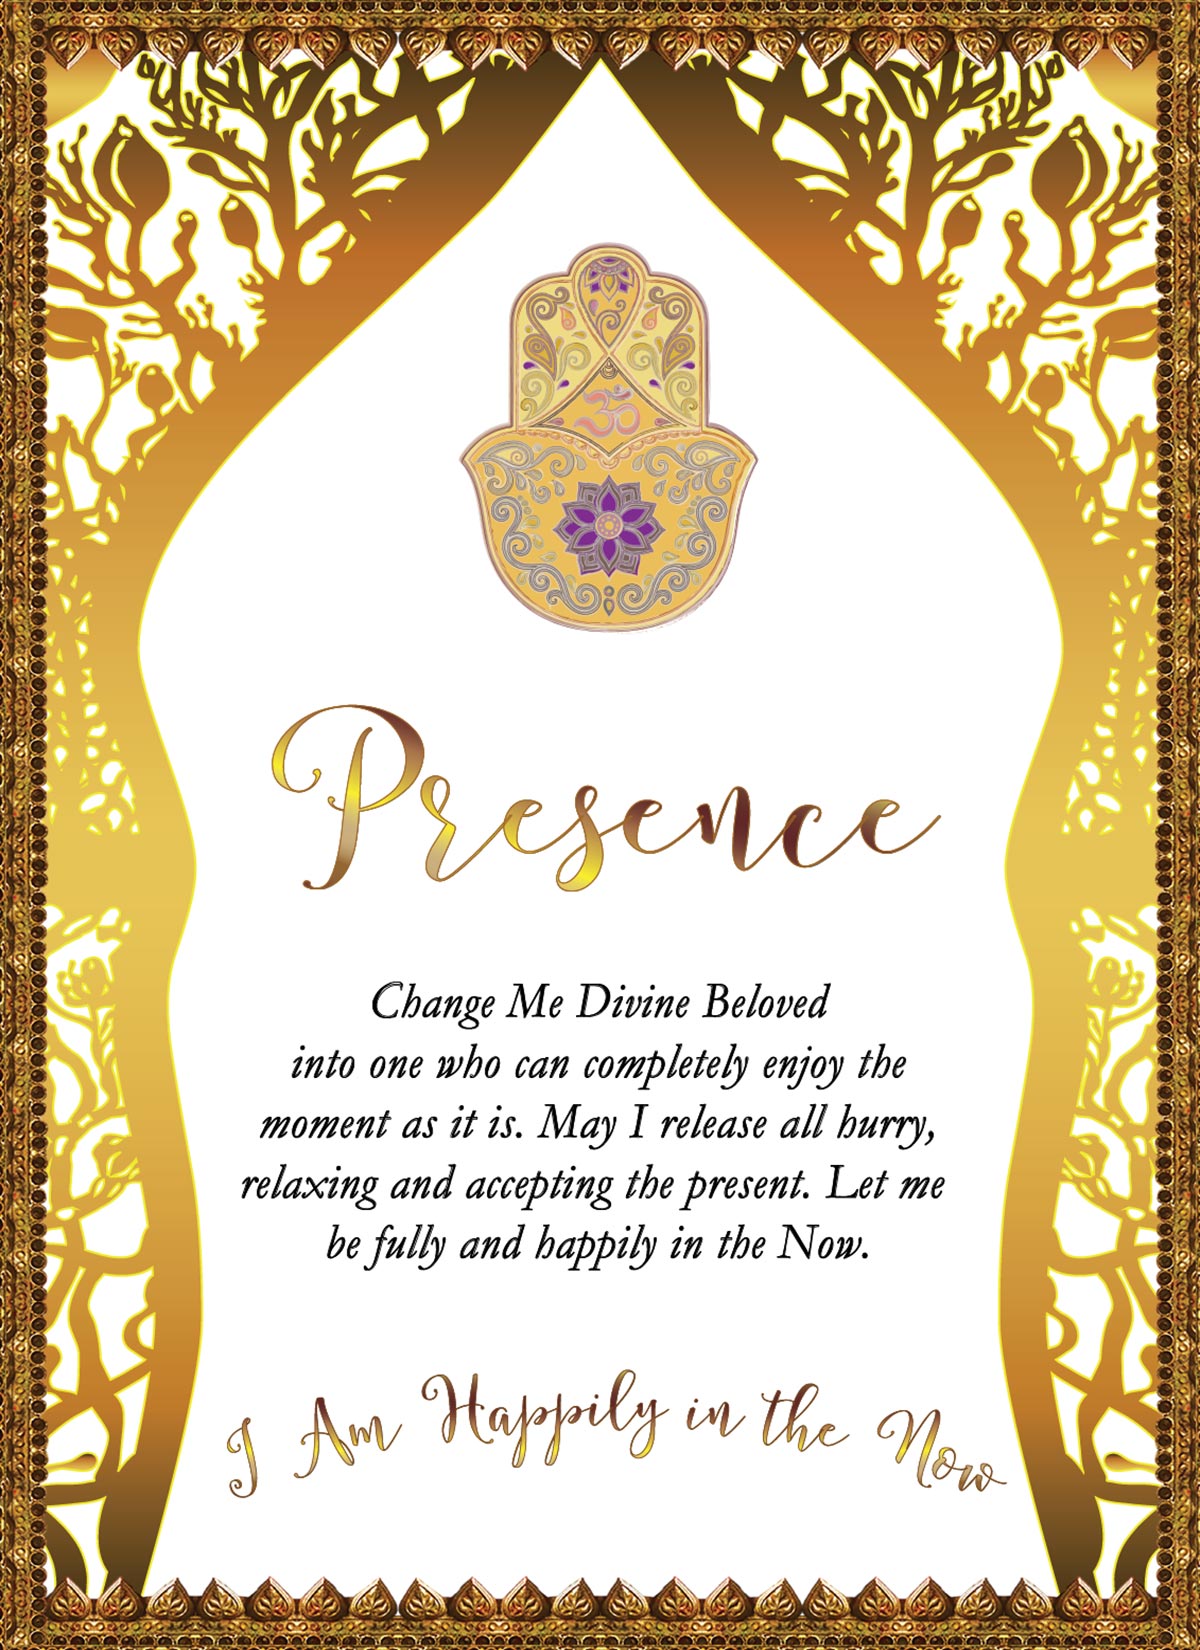 ॐ
Presence
Change Me Divine Beloved
into one who can completely enjoy the
moment as it is. May I release all hurry,
relaxing and accepting the present. Let me
be fully and happily in the Now.
I Am Happily in the Now